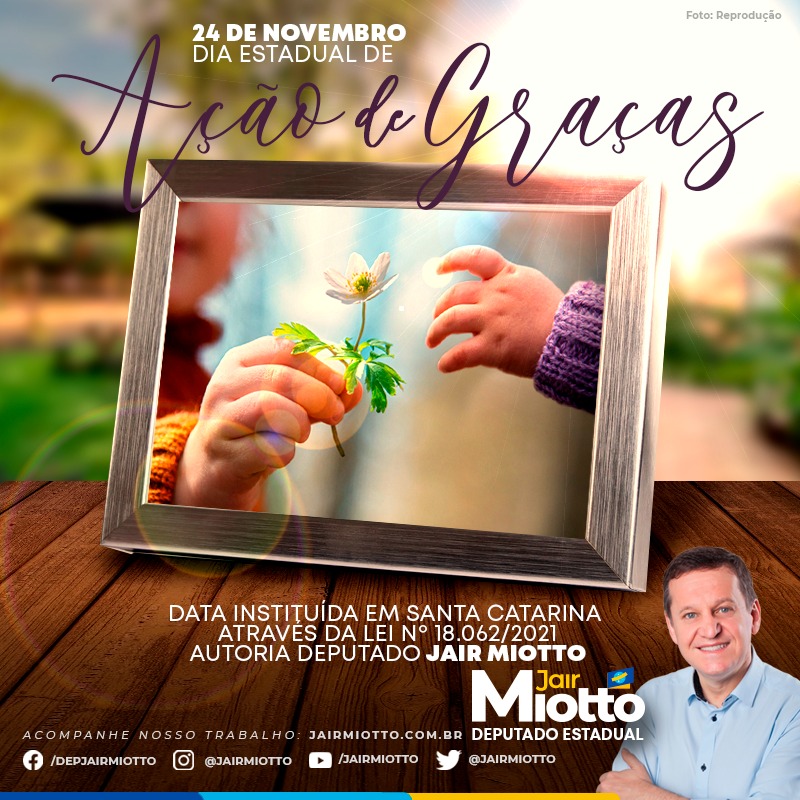 Foto: Reprodução
24 DE NOVEMBRO
DIA ESTADUAL DE
Ação de Graças
DATA INSTITUÍDA EM SANTA CATARINA
ATRAVÉS DA LEI Nº 18.062/2021
AUTORIA DEPUTADO JAIR MIOTTO
Jair
Miotto
DEPUTADO ESTADUAL
ACOMPANHE NOSSO TRABALHO: JAIRMIOTTO.COM.BR
/DEPJAIRMIOTTO @JAIRMIOTTO /JAIRMIOTTO @JAIRMIOTTO